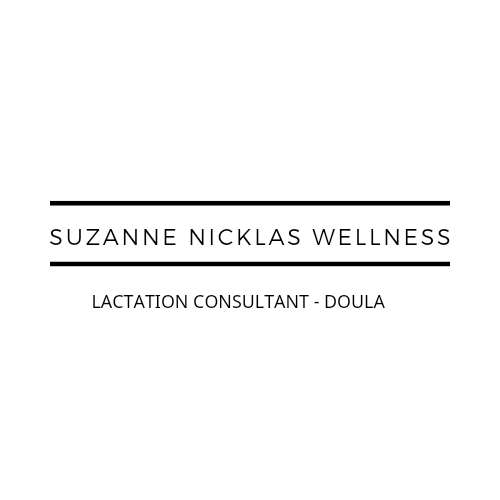 SUZANNE NICKLAS WELLNESS
LACTATION CONSULTANT - DOULA